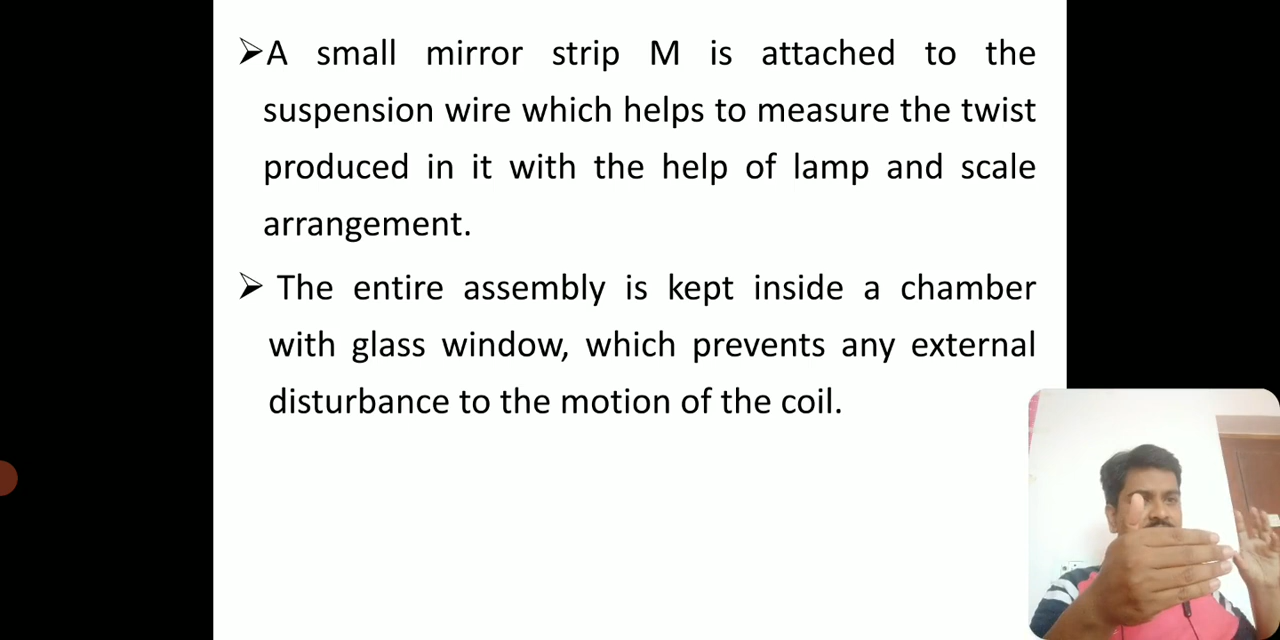 ➢A small mirror strip M is attached to the
suspension wire which helps to measure the twist
produced in it with the help of lamp and scale
arrangement.
➢ The entire assembly is kept inside a chamber
with glass window, which prevents any external
disturbance to the motion of the coil.